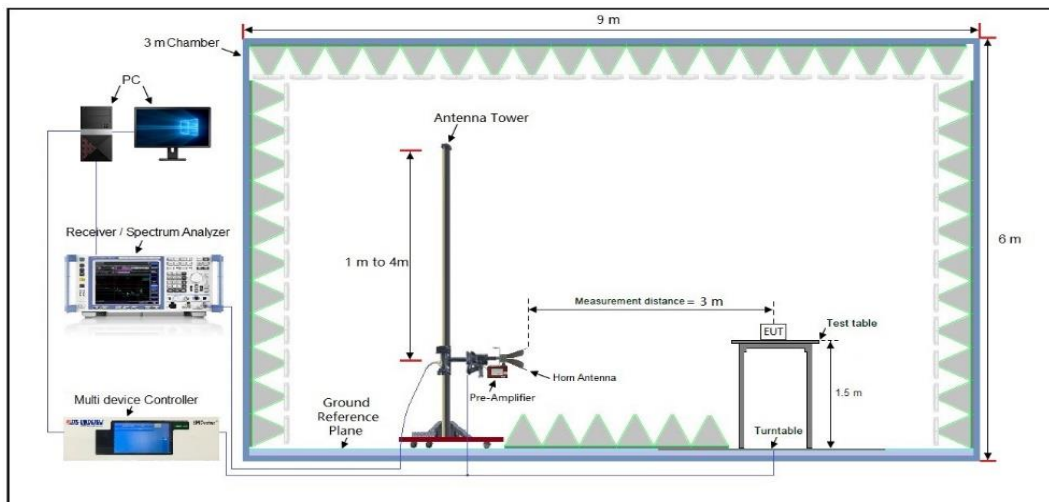 9 m
3 m Chamber
PC
Antenna Tower
Receiver / Spectrum Analyzer
1 m to 4m
6 m
Measurement distance = 3 m
EUT
Test table
Horn Antenna
Pre-Amplifier
1.5 m
Multi device Controller
Ground
Reference
Plane
Turntable